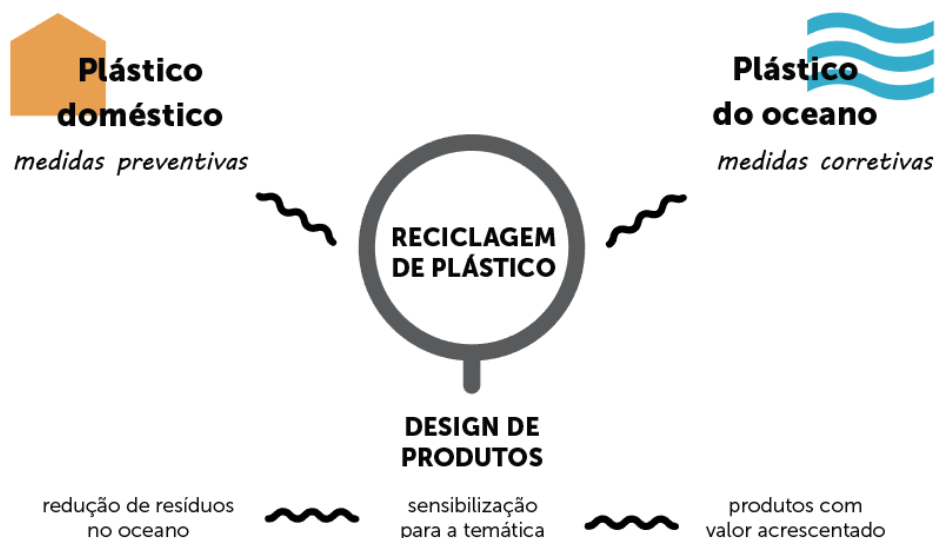 Plástico
doméstico
medidas preventivas
Plástico
do oceano
medidas corretivas
RECICLAGEM
DE PLÁSTICO
DESIGN DE
PRODUTOS
redução de resíduos
no oceano
sensibilização
para a temática
produtos com
valor acrescentado